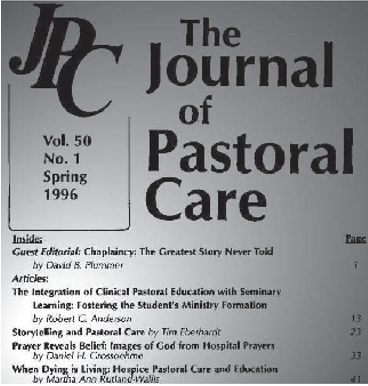 JPC
The
Journal
of
Pastoral
Care
Vol. 50
No. 1
Spring
1996
Inside: Page
Guest Editorial: Chaplaincy: The Greatest Story Never Told
by David B. Plummer 1
Articles:
The Integration of Clinical Pastoral Education with Seminary
Learning: Fostering the Student's Ministry Formation
by Robert G. Anderson 13
Storytelling and Pastoral Care by Tim Eberhardt 23
Prayer Reveals Belief: Images of God from Hospital Prayers
by Daniel H. Grossoehme 33
When Dying is Living: Hospice Pastoral Care and Education
by Martha Ann Rutland-Wallis 41